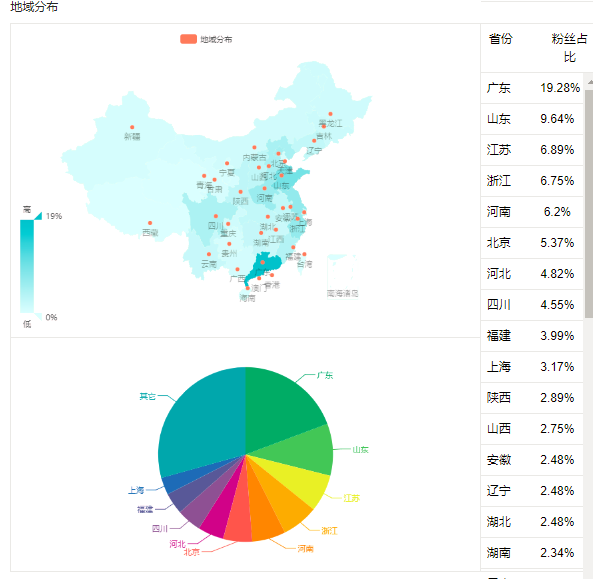 地域分布
地域分布
黑龙江
吉林
辽宁
新疆
内蒙古
北京
宁夏
山西
河北
青海
甘肃
山东
陕西
河南
西藏
四川
重庆
湖北
上海
浙江
湖南
江西
贵州
云南
福建
台湾
广西
澳门
香港
海南
南海诸岛
高
19%
0%
低
其它
广东
山东
江苏
浙江
河南
北京
河北
四川
福建
上海
省份 粉丝占
比
广东 19.28%
山东 9.64%
江苏 6.89%
浙江 6.75%
河南 6.2%
北京 5.37%
河北 4.82%
四川 4.55%
福建 3.99%
上海 3.17%
陕西 2.89%
山西 2.75%
安徽 2.48%
辽宁 2.48%
湖北 2.48%
湖南 2.34%